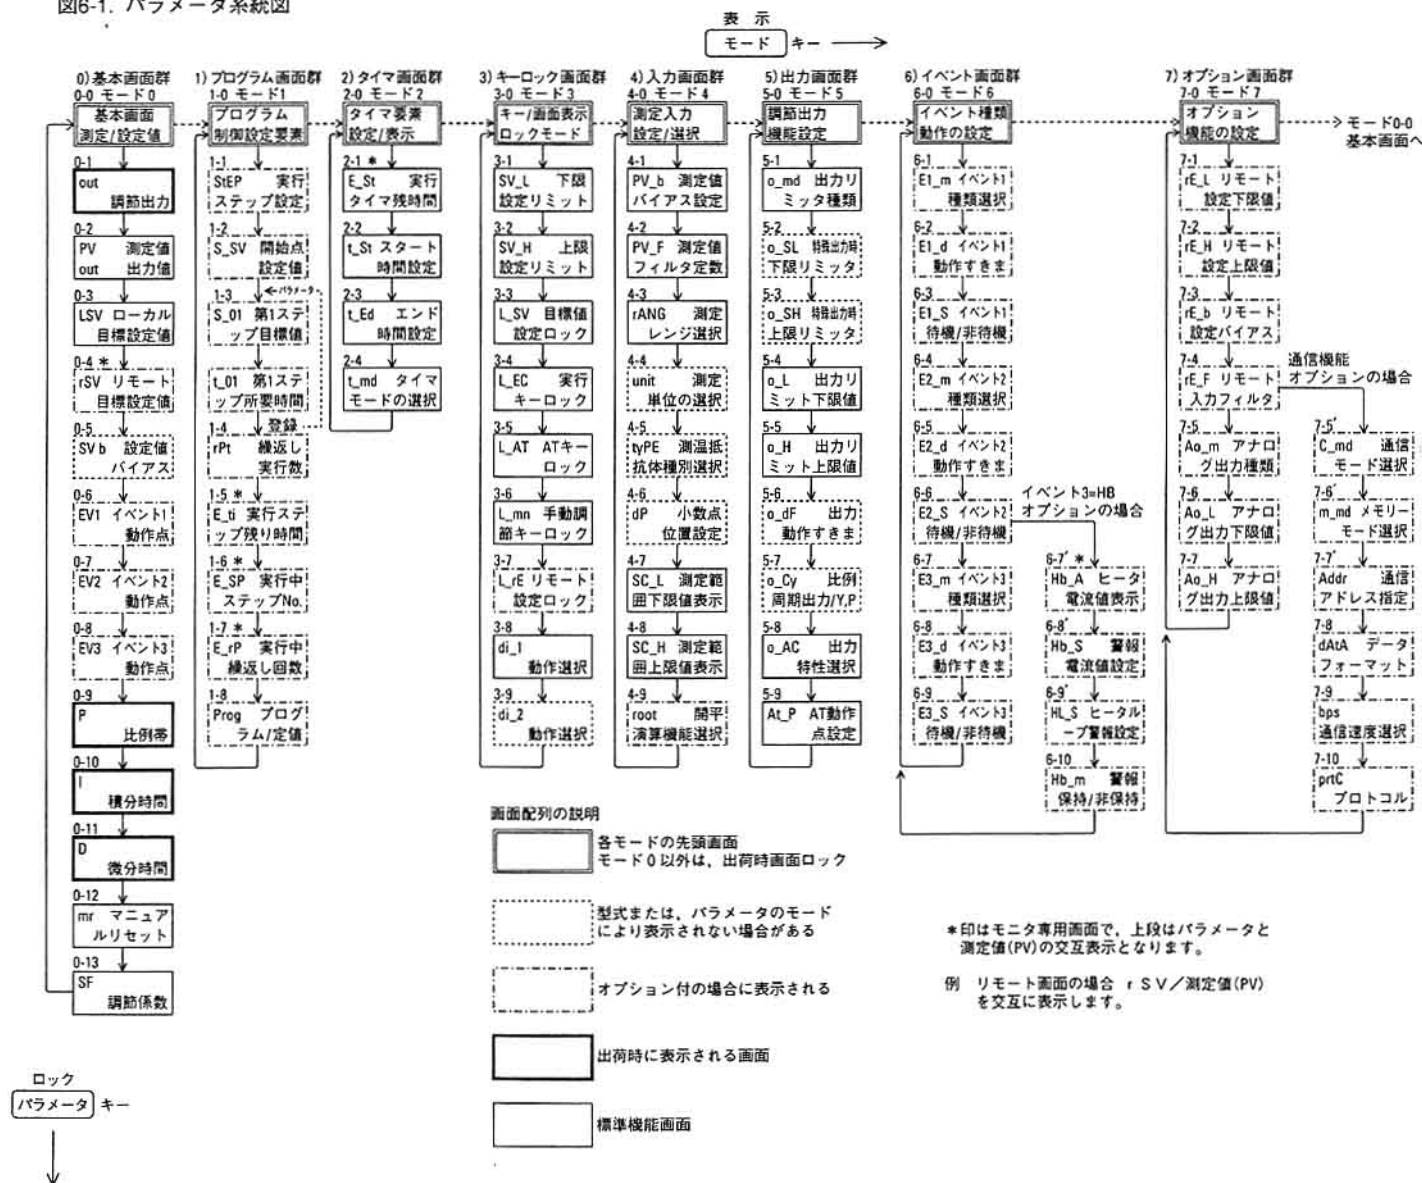 図6-1. パラメータ系統図
表 示
モード キー
0) 基本画面群
0-0 モード0
基本画面
測定/設定値
0-1
out
調節出力
0-2
PV 測定値
out 出力値
0-3
LSV ローカル
目標設定値
0-4 *
rSV リモート
目標設定値
0-5
SV b 設定値
バイアス
0-6
EV1 イベント1
動作点
0-7
EV2 イベント2
動作点
0-8
EV3 イベント3
動作点
0-9
P
比例帯
0-10
I
積分時間
0-11
D
微分時間
0-12
mr マニュア
ルリセット
0-13
SF
調節係数
1) プログラム画面群
1-0 モード1
プログラム
制御設定要素
1-1
StEP 実行
ステップ設定
1-2
S_SV 開始点
設定値
パラメータ
1-3
S_01 第1ステ
ップ目標値
t_01 第1ステ
ップ所要時間
登録
1-4
rPt 繰返し
実行数
1-5 *
E_ti 実行ステ
ップ残り時間
1-6 *
E_SP 実行中
ステップNo.
1-7 *
E_rP 実行中
繰返し回数
1-8
Prog プログ
ラム/定値
2) タイマ画面群
2-0 モード2
タイマ要素
設定/表示
2-1 *
E_St 実行
タイマ残時間
2-2
t_St スタート
時間設定
2-3
t_Ed エンド
時間設定
2-4
t_md タイマ
モードの選択
3) キーロック画面群
3-0 モード3
キー/画面表示
ロックモード
3-1
SV_L 下限
設定リミット
3-2
SV_H 上限
設定リミット
3-3
L_SV 目標値
設定ロック
3-4
L_EC 実行
キーロック
3-5
L_AT ATキー
ロック
3-6
L_mn 手動調
節キーロック
3-7
L_rE リモート
設定ロック
3-8
di_1
動作選択
3-9
di_2
動作選択
4) 入力画面群
4-0 モード4
測定入力
設定/選択
4-1
PV_b 測定値
バイアス設定
4-2
PV_F 測定値
フィルタ定数
4-3
rANG 測定
レンジ選択
4-4
unit 測定
単位の選択
4-5
tyPE 測温抵
抗体種別選択
4-6
dP 小数点
位置設定
4-7
SC_L 測定範
囲下限値表示
4-8
SC_H 測定範
囲上限値表示
4-9
root 開平
演算機能選択
5) 出力画面群
5-0 モード5
調節出力
機能設定
5-1
o_md 出力リ
ミッタ種類
5-2
o_SL 特殊出力時
下限リミッタ
5-3
o_SH 特殊出力時
上限リミッタ
5-4
o_L 出力リ
ミット下限値
5-5
o_H 出力リ
ミット上限値
5-6
o_dF 出力
動作すきま
5-7
o_Cy 比例
周期出力/Y,P
5-8
o_AC 出力
特性選択
5-9
At_P AT動作
点設定
6) イベント画面群
6-0 モード6
イベント種類
動作の設定
6-1
E1_m イベント1
種類選択
6-2
E1_d イベント1
動作すきま
6-3
E1_S イベント1
待機/非待機
6-4
E2_m イベント2
種類選択
6-5
E2_d イベント2
動作すきま
6-6
E2_S イベント2
待機/非待機
6-7
E3_m イベント3
種類選択
6-8
E3_d イベント3
動作すきま
6-9
E3_S イベント3
待機/非待機
イベント3=HB
オプションの場合
6-7' *
Hb_A ヒータ
電流値表示
6-8'
Hb_S 警報
電流値設定
6-9'
HL_S ヒータル
ープ警報設定
6-10
Hb_m 警報
保持/非保持
7) オプション画面群
7-0 モード7
オプション
機能の設定
モード0-0
基本画面へ
7-1
rE_L リモート
設定下限値
7-2
rE_H リモート
設定上限値
7-3
rE_b リモート
設定バイアス
7-4
rE_F リモート
入力フィルタ
7-5
Ao_m アナロ
グ出力種類
7-6
Ao_L アナロ
グ出力下限値
7-7
Ao_H アナロ
グ出力上限値
通信機能
オプションの場合
7-5'
C_md 通信
モード選択
7-6'
m_md メモリー
モード選択
7-7'
Addr 通信
アドレス指定
7-8
dAtA データ
フォーマット
7-9
bps
通信速度選択
7-10
prtC
プロトコル
画面配列の説明
各モードの先頭画面
モード0以外は、出荷時画面ロック
型式または、パラメータのモード
により表示されない場合がある
オプション付の場合に表示される
出荷時に表示される画面
標準機能画面
*印はモニタ専用画面で、上段はパラメータと
測定値(PV)の交互表示となります。
例 リモート画面の場合 r S V/測定値(PV)
を交互に表示します。
ロック
パラメータ キー